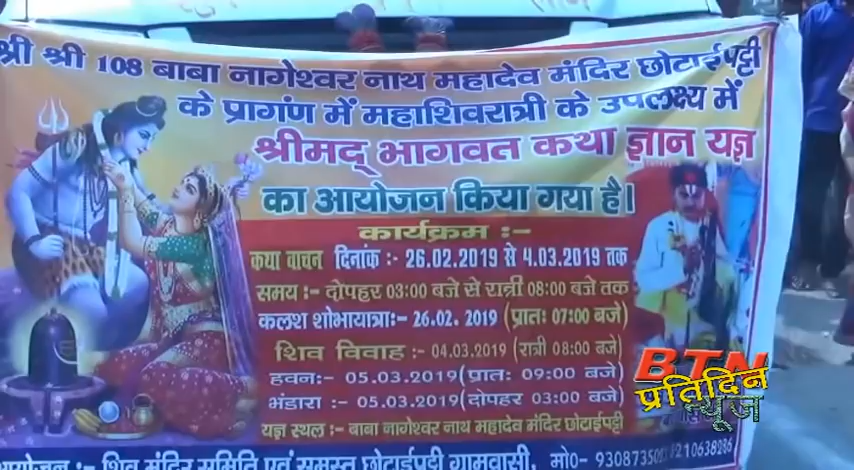 श्री श्री 108 बाबा नागेश्वर नाथ महादेव मंदिर छोटाईपट्टी
के प्रागंण में महाशिवरात्री के उपलक्ष्य में
श्रीमद् भागवत कथा ज्ञान यज्ञ
का आयोजन किया गया है।
कार्यक्रम :-
कथा वाचन दिनांक :- 26.02.2019 से 4.03.2019 तक
समय :- दोपहर 03:00 बजे से रात्री 08:00 बजे तक
कलश शोभायात्रा:- 26.02.2019 (प्रातः 07:00 बजे)
शिव विवाह :- 04.03.2019 (रात्री 08:00 बजे)
हवन :- 05.03.2019 (प्रातः 09:00 बजे)
भंडारा :- 05.03.2019 (दोपहर 03:00 बजे)
यज्ञ स्थल :- बाबा नागेश्वर नाथ महादेव मंदिर छोटाईपट्टी
आयोजन :- शिव मंदिर समिति एवं समस्त छोटाईपट्टी ग्रामवासी, मो०-
BTN
प्रतिदिन
न्यूज